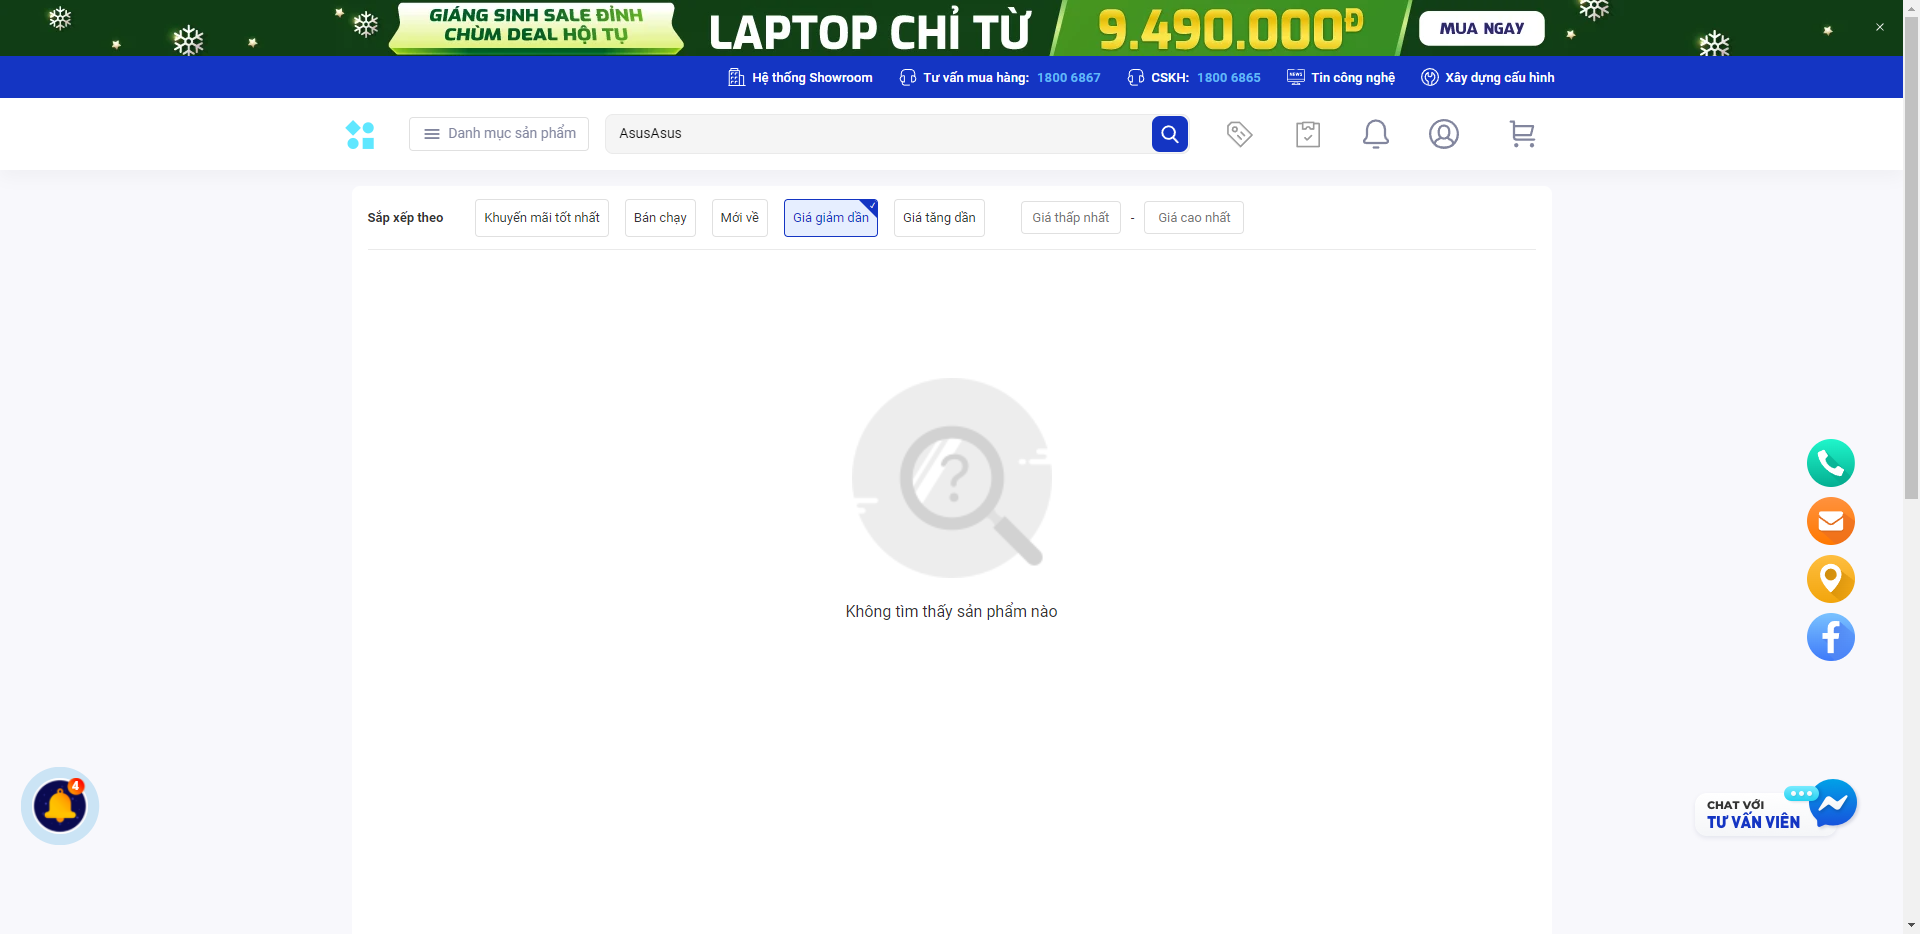 GIÁNG SINH SALE ĐỈNH
CHÙM DEAL HỘI TỤ
LAPTOP CHỈ TỪ
9.490.000Đ
MUA NGAY
Hệ thống Showroom
Tư vấn mua hàng: 1800 6867
CSKH: 1800 6865
Tin công nghệ
Xây dựng cấu hình
Danh mục sản phẩm
AsusAsus
Sắp xếp theo
Khuyến mãi tốt nhất
Bán chạy
Mới về
Giá giảm dần
Giá tăng dần
Giá thấp nhất - Giá cao nhất
?
Không tìm thấy sản phẩm nào
4
CHAT VỚI
TƯ VẤN VIÊN